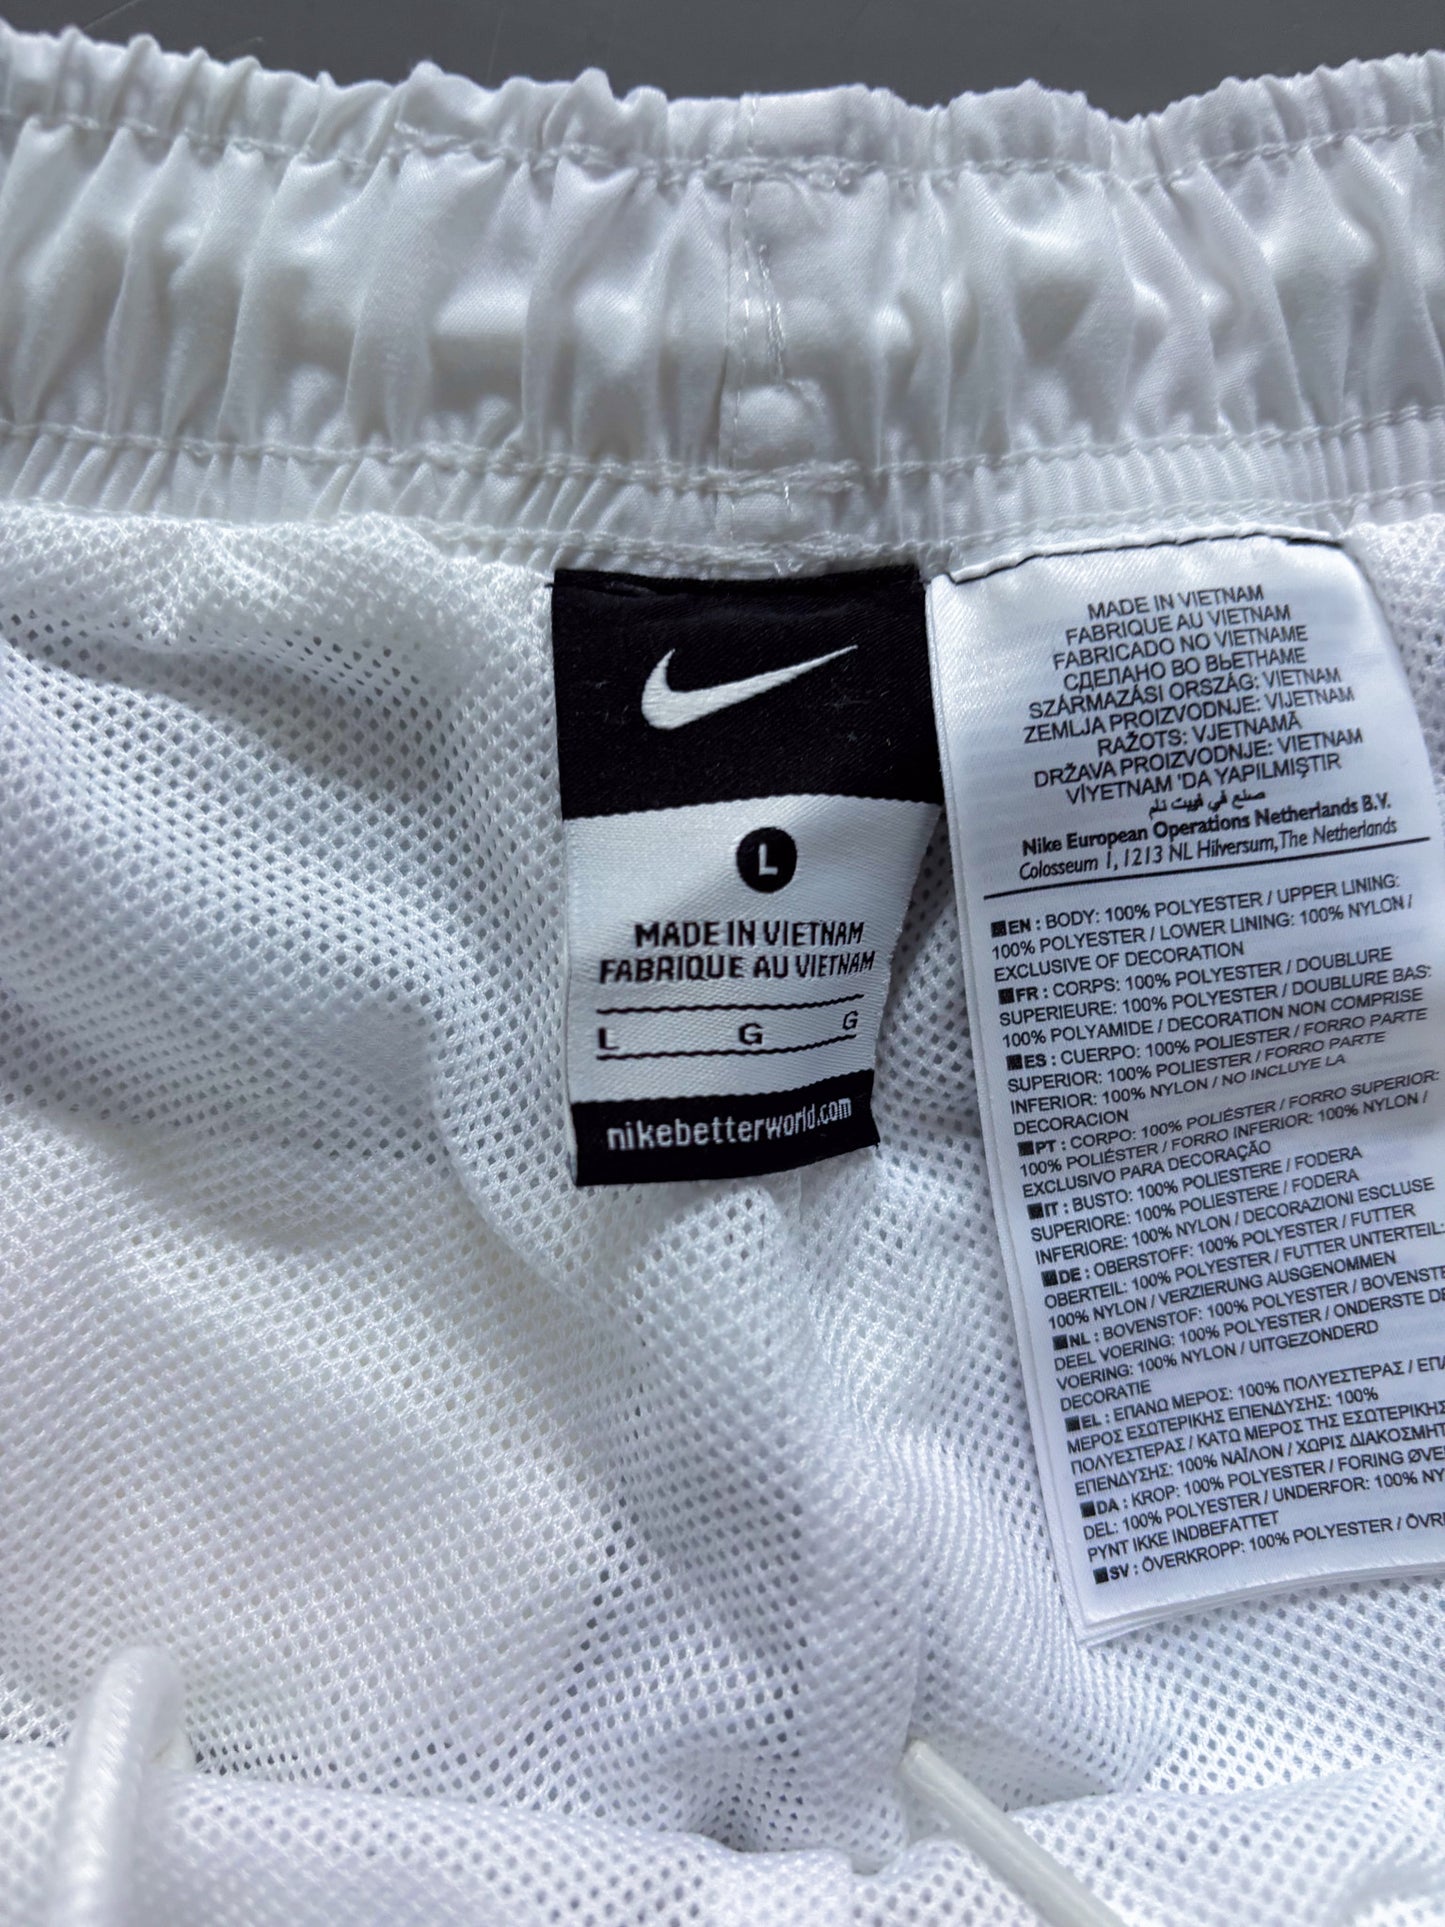 L
MADE IN VIETNAM
FABRIQUE AU VIETNAM
L G G
nikebetterworld.com
MADE IN VIETNAM
FABRIQUE AU VIETNAM
FABRICADO NO VIETNAME
СДЕЛАНО ВО ВЬЕТНАМЕ
SZÁRMAZÁSI ORSZÁG: VIETNAM
ZEMLJA PROIZVODNJE: VIJETNAM
RAŽOTS: VJETNAMĀ
DRŽAVA PROIZVODNJE: VIETNAM
VİYETNAM 'DA YAPILMIŞTIR
صنع في فييت نام
Nike European Operations Netherlands B.V.
Colosseum 1, 1213 NL Hilversum, The Netherlands
EN : BODY: 100% POLYESTER / UPPER LINING:
100% POLYESTER / LOWER LINING: 100% NYLON /
EXCLUSIVE OF DECORATION
FR : CORPS: 100% POLYESTER / DOUBLURE
SUPERIEURE: 100% POLYESTER / DOUBLURE BAS:
100% POLYAMIDE / DECORATION NON COMPRISE
ES : CUERPO: 100% POLIESTER / FORRO PARTE
SUPERIOR: 100% POLIESTER / FORRO PARTE
INFERIOR: 100% NYLON / NO INCLUYE LA
DECORACION
PT : CORPO: 100% POLIÉSTER / FORRO SUPERIOR:
100% POLIÉSTER / FORRO INFERIOR: 100% NYLON /
EXCLUSIVO PARA DECORAÇÃO
IT : BUSTO: 100% POLIESTERE / FODERA
SUPERIORE: 100% POLIESTERE / FODERA
INFERIORE: 100% NYLON / DECORAZIONI ESCLUSE
DE : OBERSTOFF: 100% POLYESTER / FUTTER
OBERTEIL: 100% POLYESTER / FUTTER UNTERTEIL:
100% NYLON / VERZIERUNG AUSGENOMMEN
NL : BOVENSTOF: 100% POLYESTER / BOVENSTE
DEEL VOERING: 100% POLYESTER / ONDERSTE DE
VOERING: 100% NYLON / UITGEZONDERD
DECORATIE
EL : ΕΠΑΝΩ ΜΕΡΟΣ: 100% ΠΟΛΥΕΣΤΕΡΑΣ / ΕΠΑ
ΜΕΡΟΣ ΕΣΩΤΕΡΙΚΗΣ ΕΠΕΝΔΥΣΗΣ: 100%
ΠΟΛΥΕΣΤΕΡΑΣ / ΚΑΤΩ ΜΕΡΟΣ ΤΗΣ ΕΣΩΤΕΡΙΚΗΣ
ΕΠΕΝΔΥΣΗΣ: 100% ΝΑΪΛΟΝ / ΧΩΡΙΣ ΔΙΑΚΟΣΜΗΤ
DA : KROP: 100% POLYESTER / FORING ØVE
DEL: 100% POLYESTER / UNDERFOR: 100% NY
PYNT IKKE INDBEFATTET
SV : ÖVERKROPP: 100% POLYESTER / ÖVR